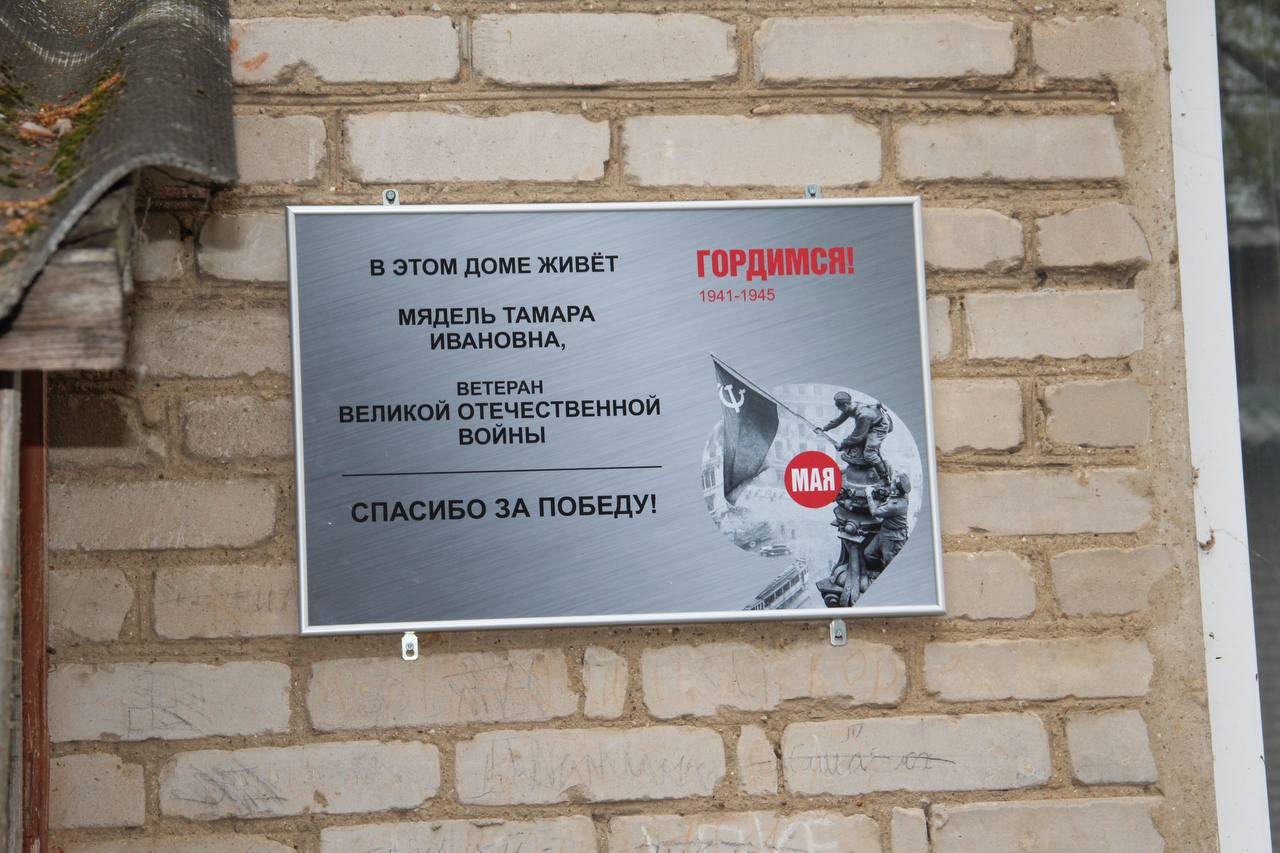 В ЭТОМ ДОМЕ ЖИВЁТ
МЯДЕЛЬ ТАМАРА
ИВАНОВНА,
ВЕТЕРАН
ВЕЛИКОЙ ОТЕЧЕСТВЕННОЙ
ВОЙНЫ
СПАСИБО ЗА ПОБЕДУ!
ГОРДИМСЯ!
1941-1945
МАЯ